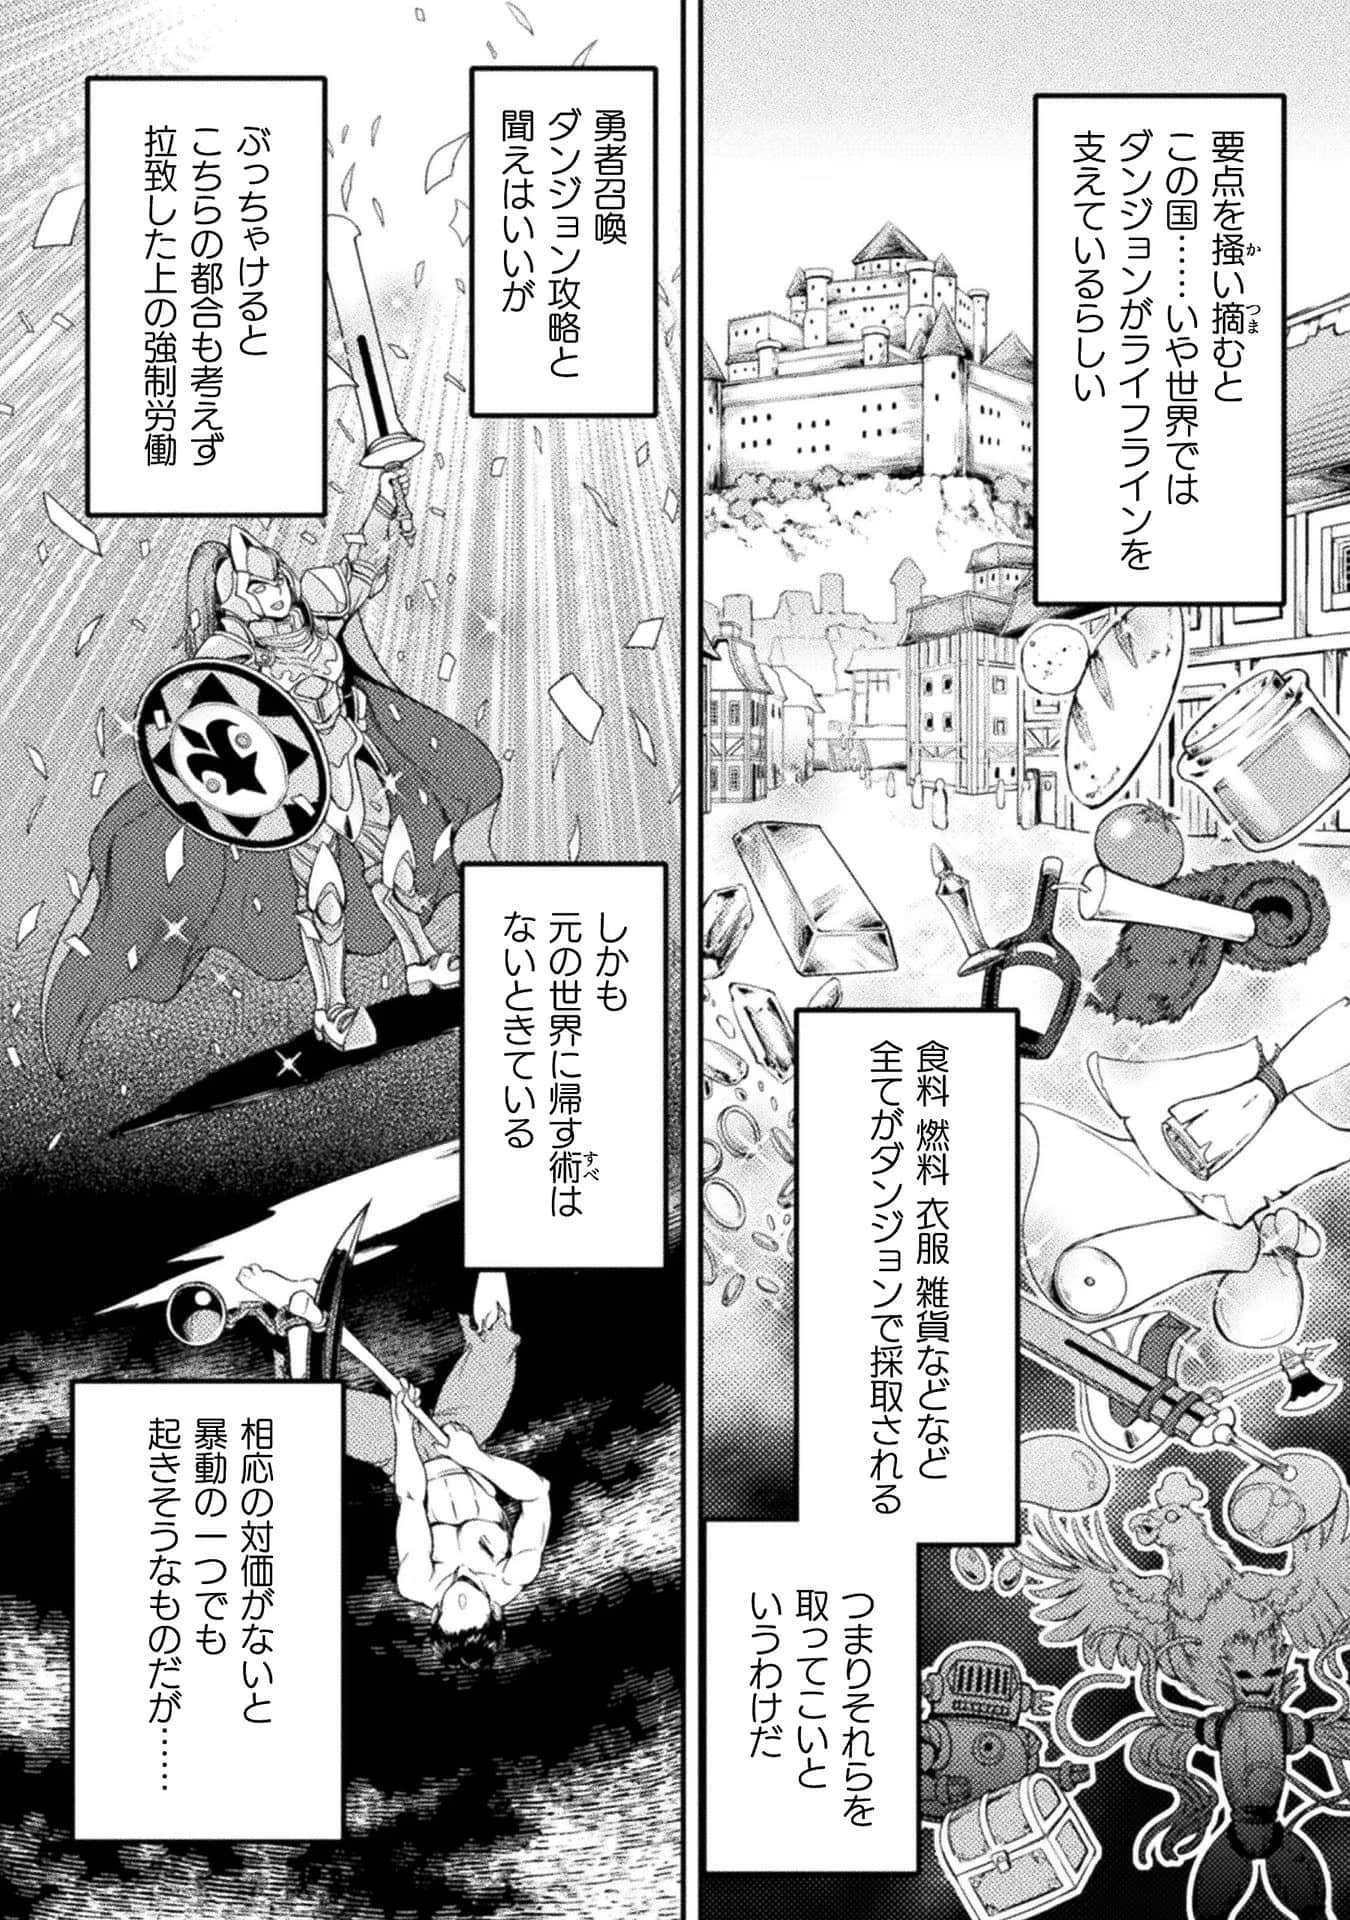 要点を掻い摘むと
この国……いや世界では
ダンジョンがライフラインを
支えているらしい
食料 燃料 衣服 雑貨などなど
全てがダンジョンで採取される
つまりそれらを
取ってこいと
いうわけだ
勇者召喚
ダンジョン攻略と
聞えはいいが
ぶっちゃけると
こちらの都合も考えず
拉致した上の強制労働
しかも
元の世界に帰す術は
ないときている
相応の対価がないと
暴動の一つでも
起きそうなものだが……